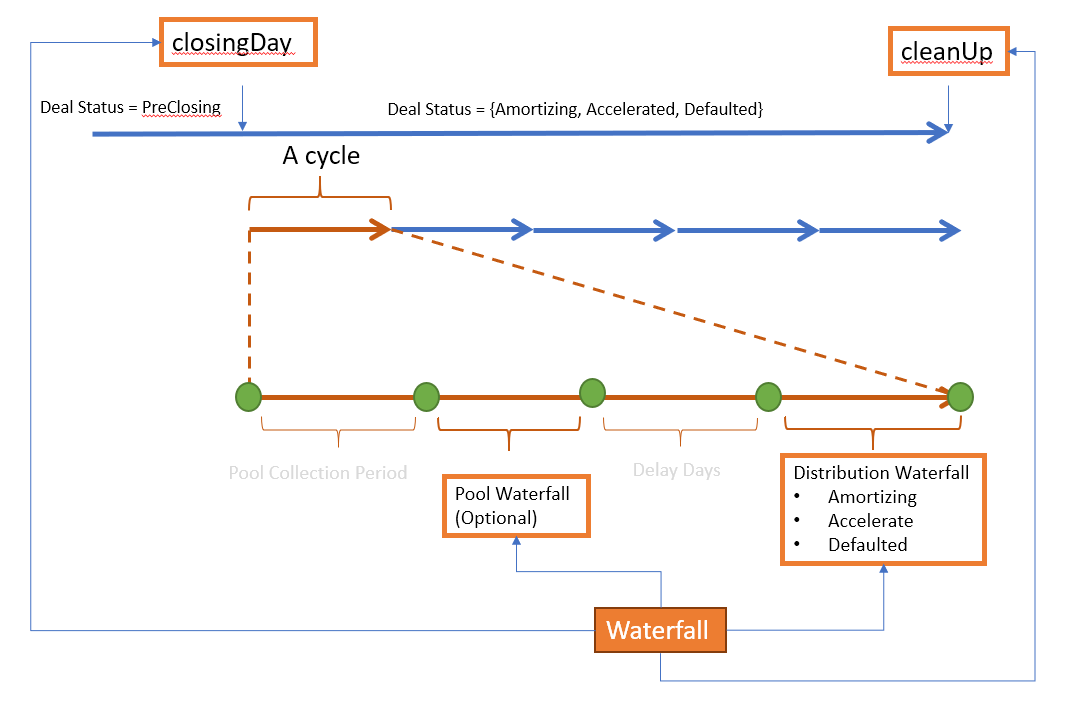 closingDay
cleanUp
Deal Status = PreClosing
Deal Status = {Amortizing, Accelerated, Defaulted}
A cycle
Pool Collection Period
Delay Days
Pool Waterfall
(Optional)
Distribution Waterfall
• Amortizing
• Accelerate
• Defaulted
Waterfall